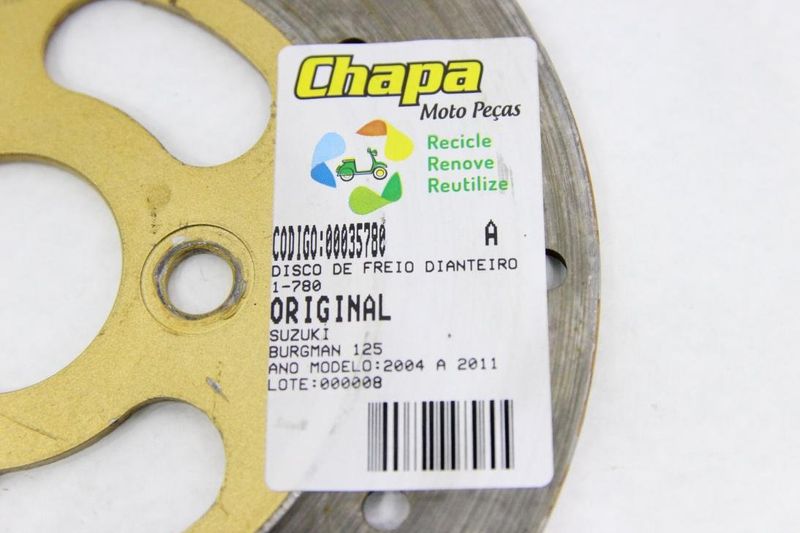 Chapa
Moto Peças
Recicle
Renove
Reutilize
CODIGO:00035780 A
DISCO DE FREIO DIANTEIRO
1-780
ORIGINAL
SUZUKI
BURGMAN 125
ANO MODELO:2004 A 2011
LOTE:000008